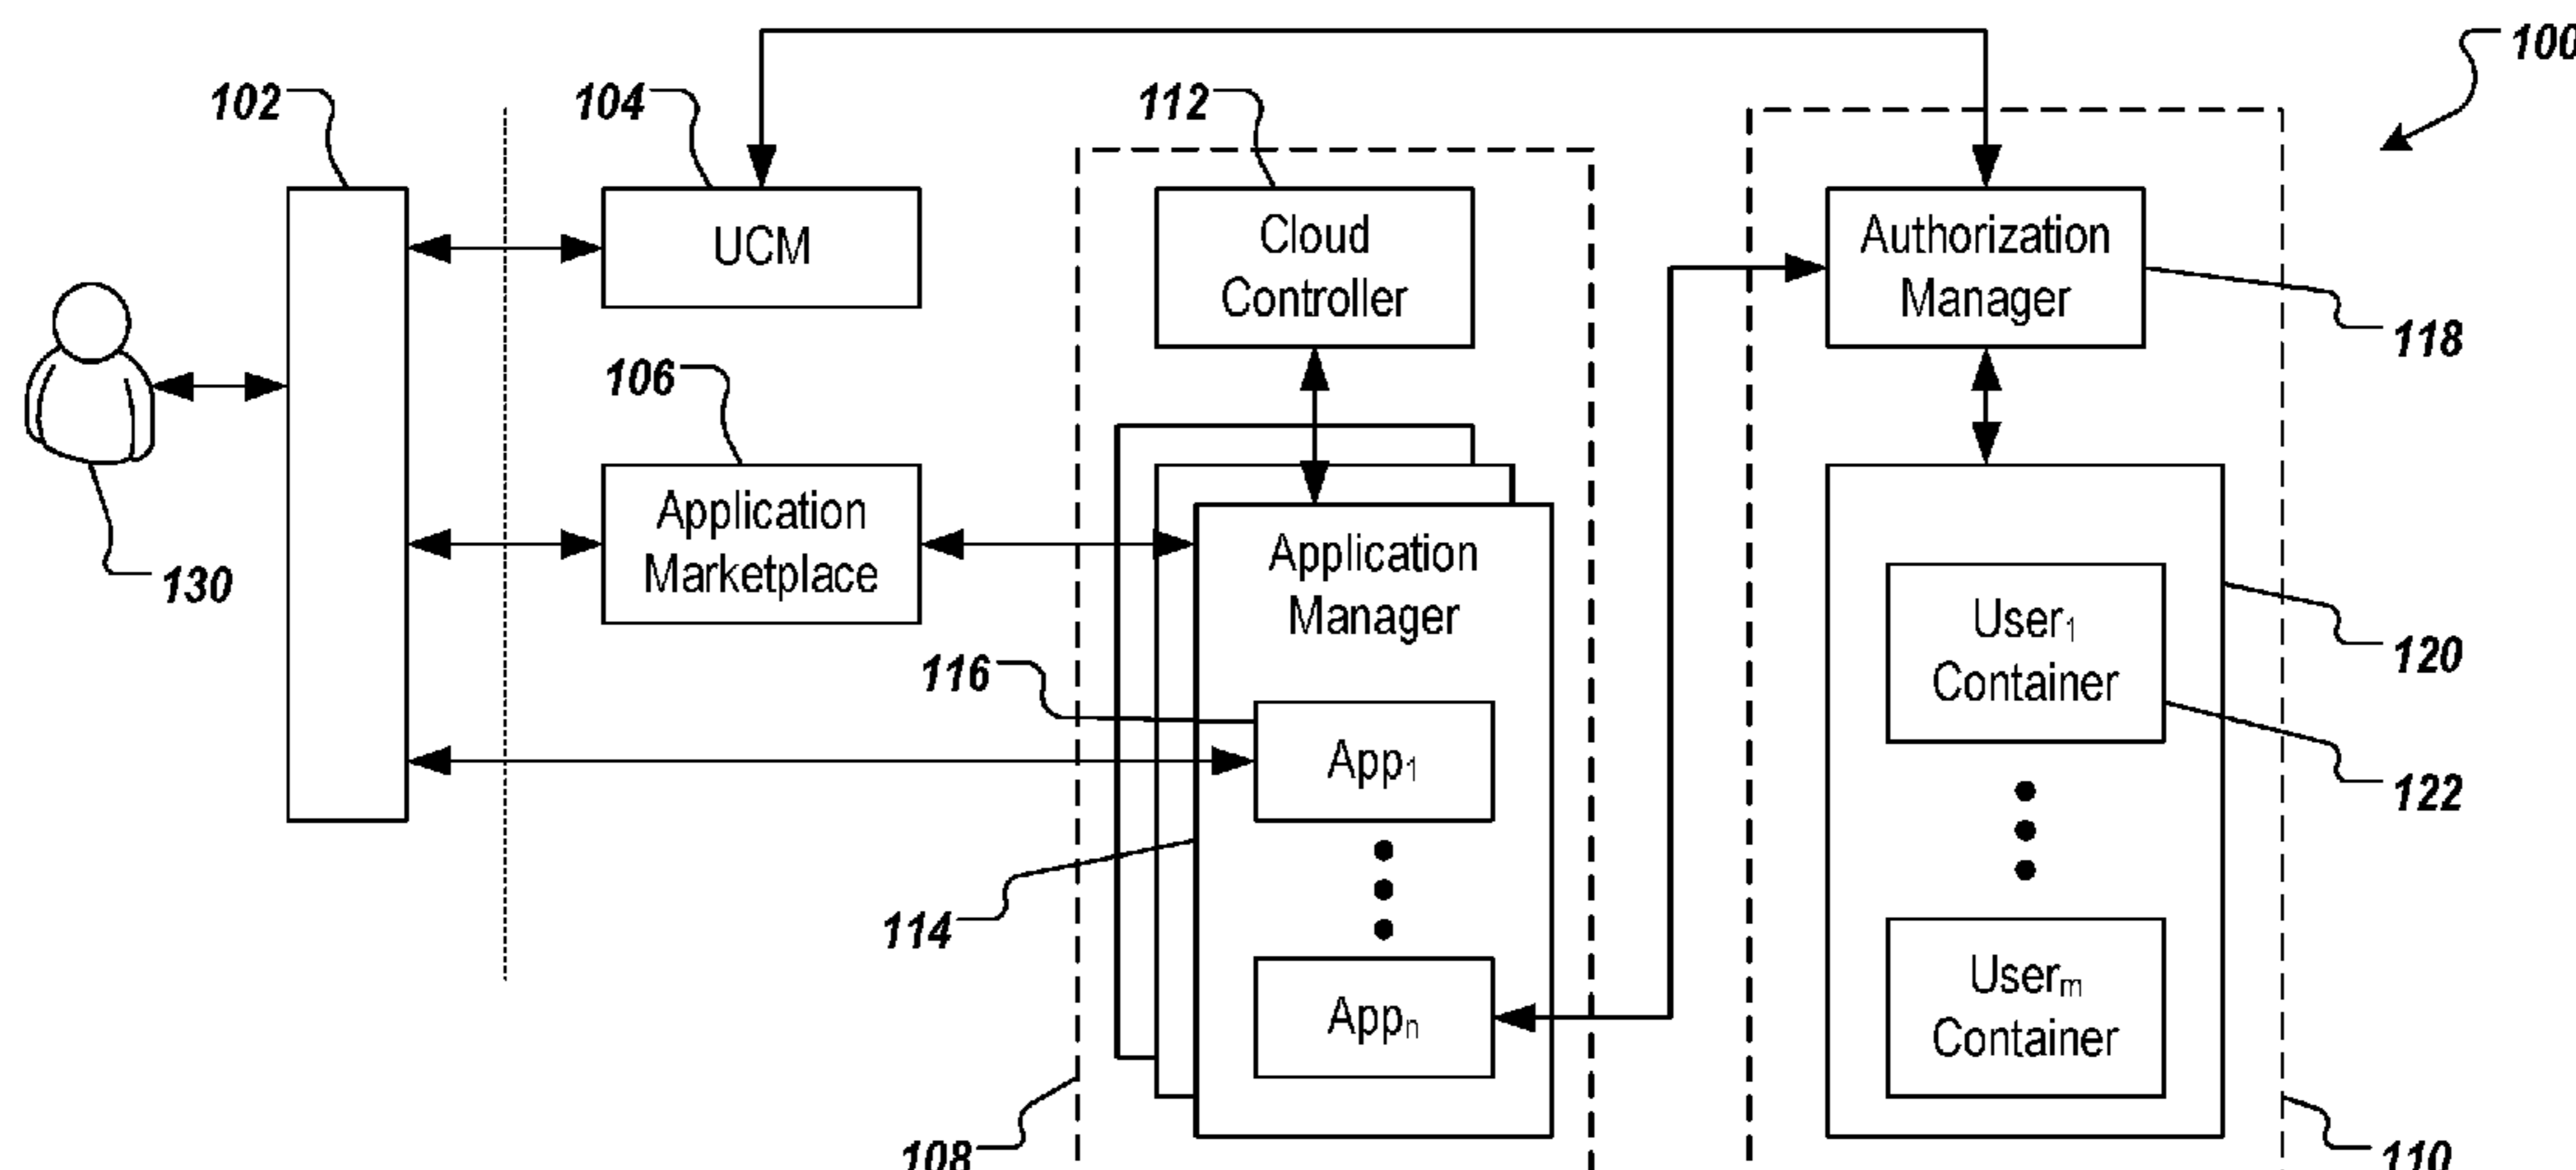 100
102
104
112
UCM
Cloud
Controller
Authorization
Manager
118
106
130
Application
Marketplace
Application
Manager
116
App1
114
Appn
108
User1
Container
120
122
Userm
Container
110